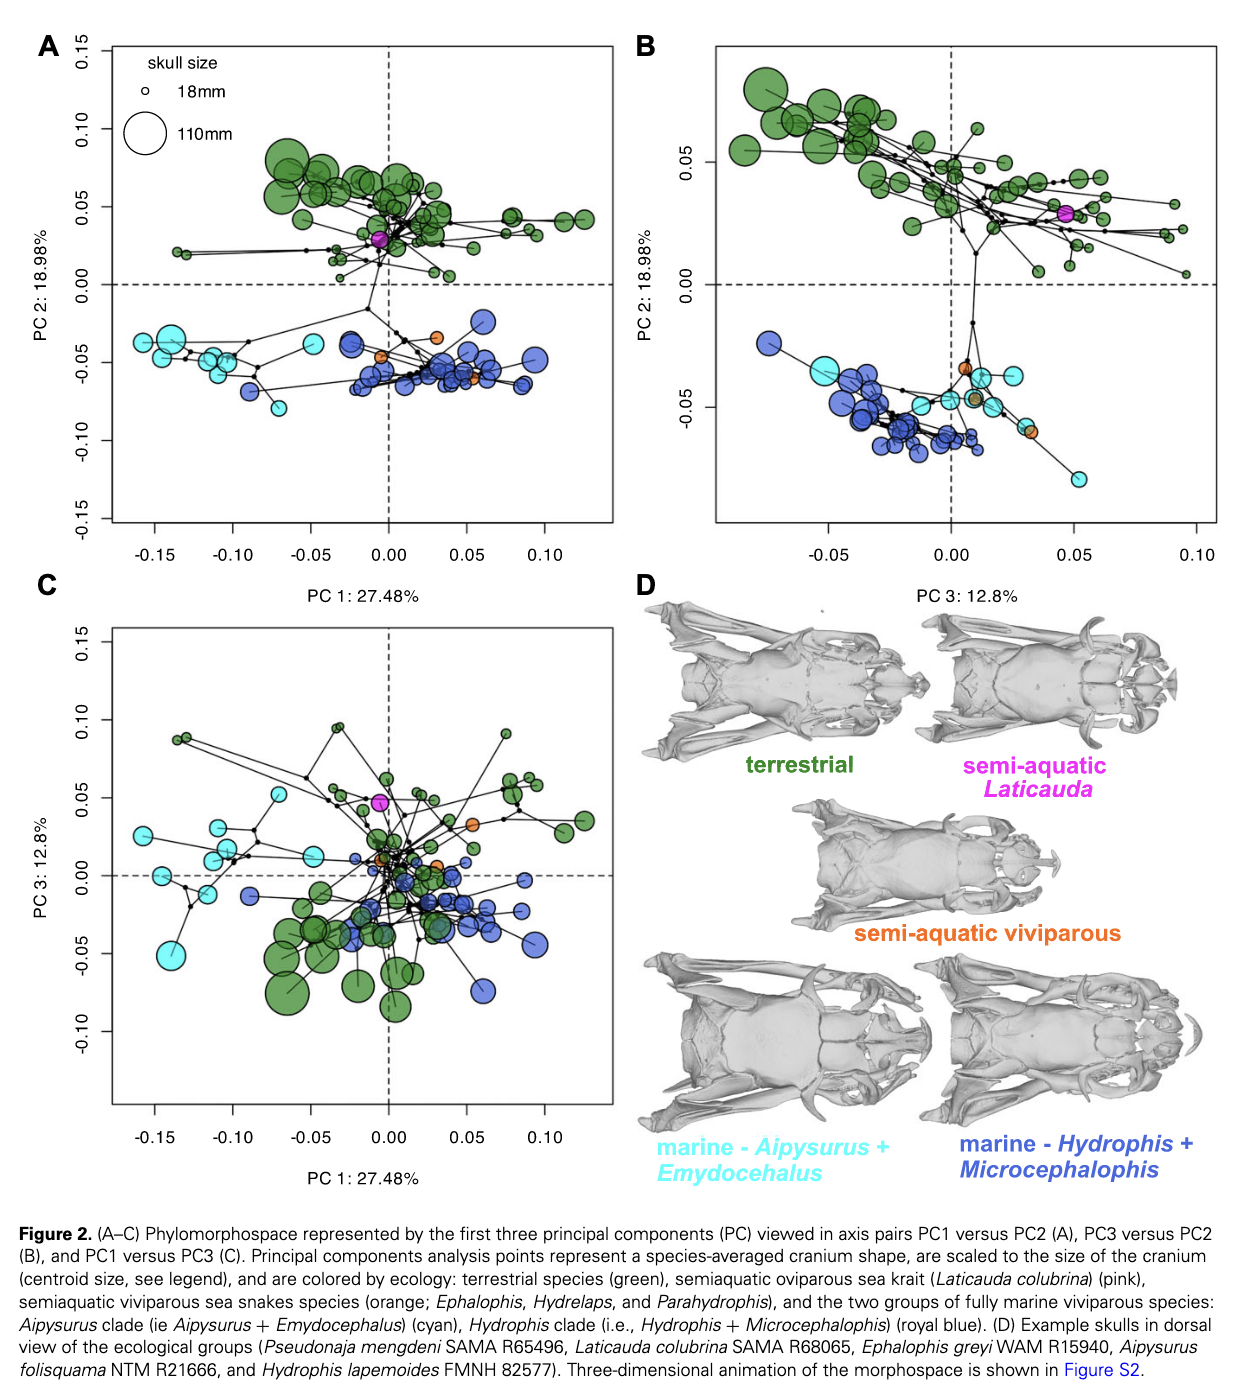 A
skull size
18mm
110mm
0.15
0.10
0.05
0.00
-0.05
-0.10
-0.15
PC 2: 18.98%
-0.15 -0.10 -0.05 0.00 0.05 0.10
PC 1: 27.48%
B
0.05
0.00
-0.05
PC 2: 18.98%
-0.05 0.00 0.05 0.10
PC 3: 12.8%
C
0.15
0.10
0.05
0.00
-0.05
-0.10
PC 3: 12.8%
-0.15 -0.10 -0.05 0.00 0.05 0.10
PC 1: 27.48%
D
terrestrial
semi-aquatic
Laticauda
semi-aquatic viviparous
marine - Aipysurus +
Emydocehalus
marine - Hydrophis +
Microcephalophis
Figure 2. (A–C) Phylomorphospace represented by the first three principal components (PC) viewed in axis pairs PC1 versus PC2 (A), PC3 versus PC2
(B), and PC1 versus PC3 (C). Principal components analysis points represent a species-averaged cranium shape, are scaled to the size of the cranium
(centroid size, see legend), and are colored by ecology: terrestrial species (green), semiaquatic oviparous sea krait (Laticauda colubrina) (pink),
semiaquatic viviparous sea snakes species (orange; Ephalophis, Hydrelaps, and Parahydrophis), and the two groups of fully marine viviparous species:
Aipysurus clade (ie Aipysurus + Emydocephalus) (cyan), Hydrophis clade (i.e., Hydrophis + Microcephalophis) (royal blue). (D) Example skulls in dorsal
view of the ecological groups (Pseudonaja mengdeni SAMA R65496, Laticauda colubrina SAMA R68065, Ephalophis greyi WAM R15940, Aipysurus
folisquama NTM R21666, and Hydrophis lapemoides FMNH 82577). Three-dimensional animation of the morphospace is shown in Figure S2.